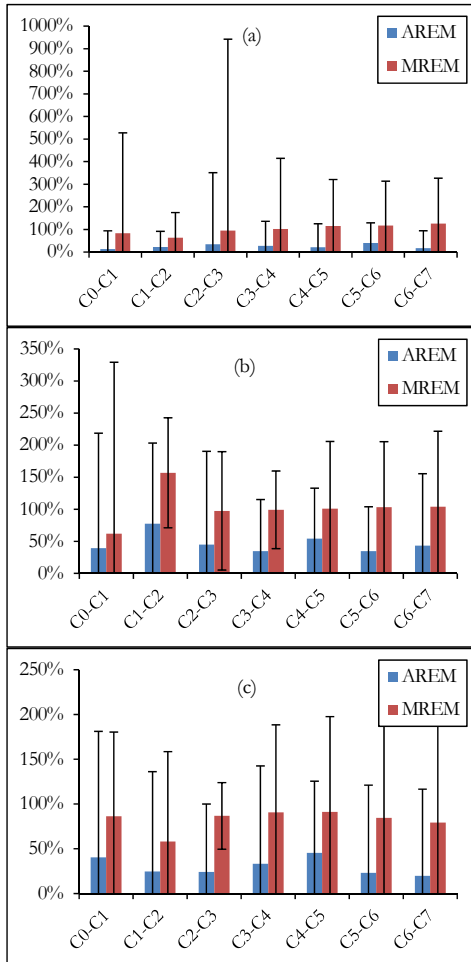 (a)
AREM
MREM
1000%
900%
800%
700%
600%
500%
400%
300%
200%
100%
0%
C0-C1
C1-C2
C2-C3
C3-C4
C4-C5
C5-C6
C6-C7
(b)
AREM
MREM
350%
300%
250%
200%
150%
100%
50%
0%
C0-C1
C1-C2
C2-C3
C3-C4
C4-C5
C5-C6
C6-C7
(c)
AREM
MREM
250%
200%
150%
100%
50%
0%
C0-C1
C1-C2
C2-C3
C3-C4
C4-C5
C5-C6
C6-C7